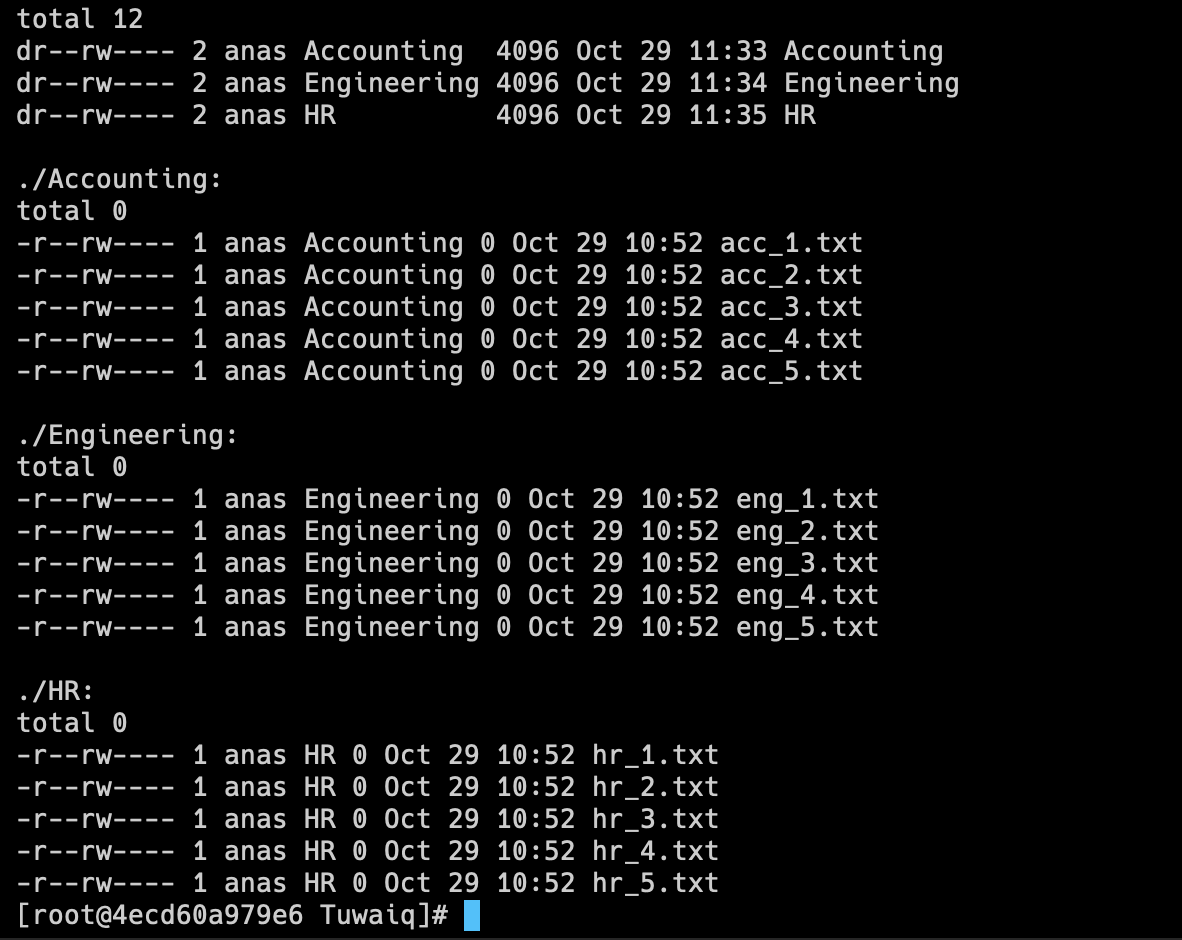 total 12
dr--rw---- 2 anas Accounting  4096 Oct 29 11:33 Accounting
dr--rw---- 2 anas Engineering 4096 Oct 29 11:34 Engineering
dr--rw---- 2 anas HR          4096 Oct 29 11:35 HR

./Accounting:
total 0
-r--rw---- 1 anas Accounting 0 Oct 29 10:52 acc_1.txt
-r--rw---- 1 anas Accounting 0 Oct 29 10:52 acc_2.txt
-r--rw---- 1 anas Accounting 0 Oct 29 10:52 acc_3.txt
-r--rw---- 1 anas Accounting 0 Oct 29 10:52 acc_4.txt
-r--rw---- 1 anas Accounting 0 Oct 29 10:52 acc_5.txt

./Engineering:
total 0
-r--rw---- 1 anas Engineering 0 Oct 29 10:52 eng_1.txt
-r--rw---- 1 anas Engineering 0 Oct 29 10:52 eng_2.txt
-r--rw---- 1 anas Engineering 0 Oct 29 10:52 eng_3.txt
-r--rw---- 1 anas Engineering 0 Oct 29 10:52 eng_4.txt
-r--rw---- 1 anas Engineering 0 Oct 29 10:52 eng_5.txt

./HR:
total 0
-r--rw---- 1 anas HR 0 Oct 29 10:52 hr_1.txt
-r--rw---- 1 anas HR 0 Oct 29 10:52 hr_2.txt
-r--rw---- 1 anas HR 0 Oct 29 10:52 hr_3.txt
-r--rw---- 1 anas HR 0 Oct 29 10:52 hr_4.txt
-r--rw---- 1 anas HR 0 Oct 29 10:52 hr_5.txt
[root@4ecd60a979e6 Tuwaiq]#